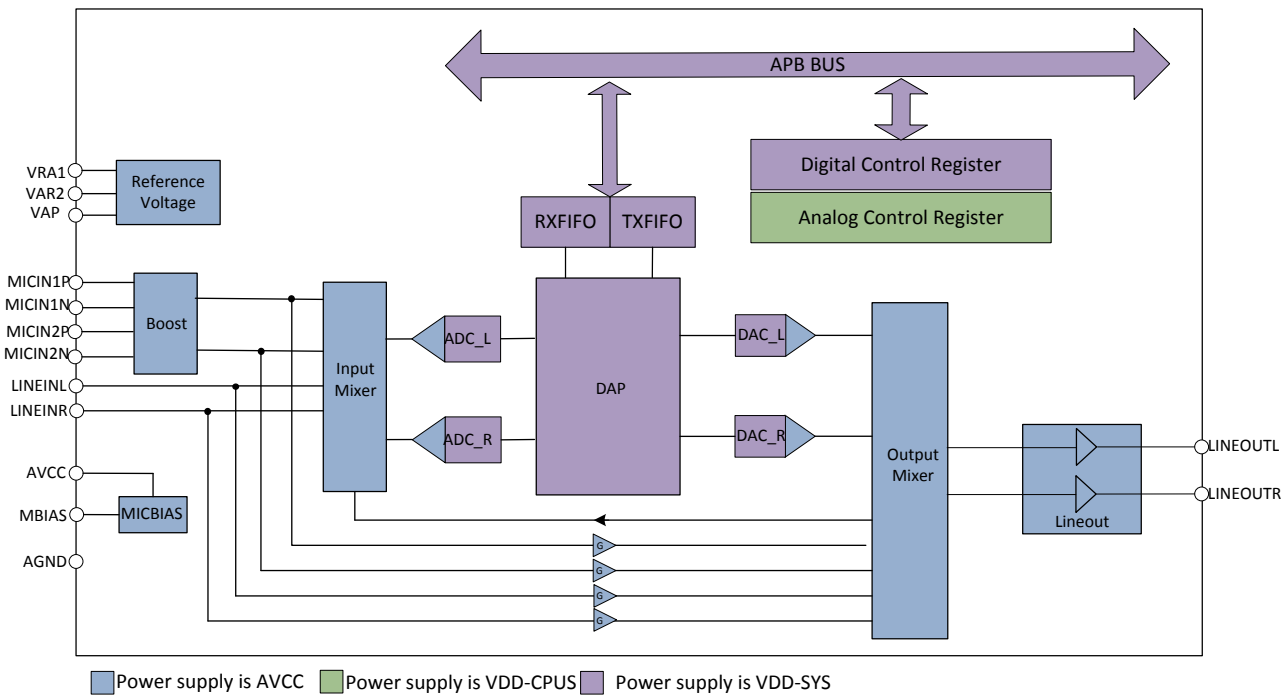 APB BUS
Digital Control Register
Analog Control Register
VRA1
VAR2
VAP
Reference
Voltage
RXFIFO
TXFIFO
MICIN1P
MICIN1N
MICIN2P
MICIN2N
LINEINL
LINEINR
Boost
Input
Mixer
ADC_L
ADC_R
DAP
DAC_L
DAC_R
Output
Mixer
Lineout
LINEOUTL
LINEOUTR
AVCC
MBIAS
MICBIAS
AGND
G
G
G
G
Power supply is AVCC
Power supply is VDD-CPUS
Power supply is VDD-SYS